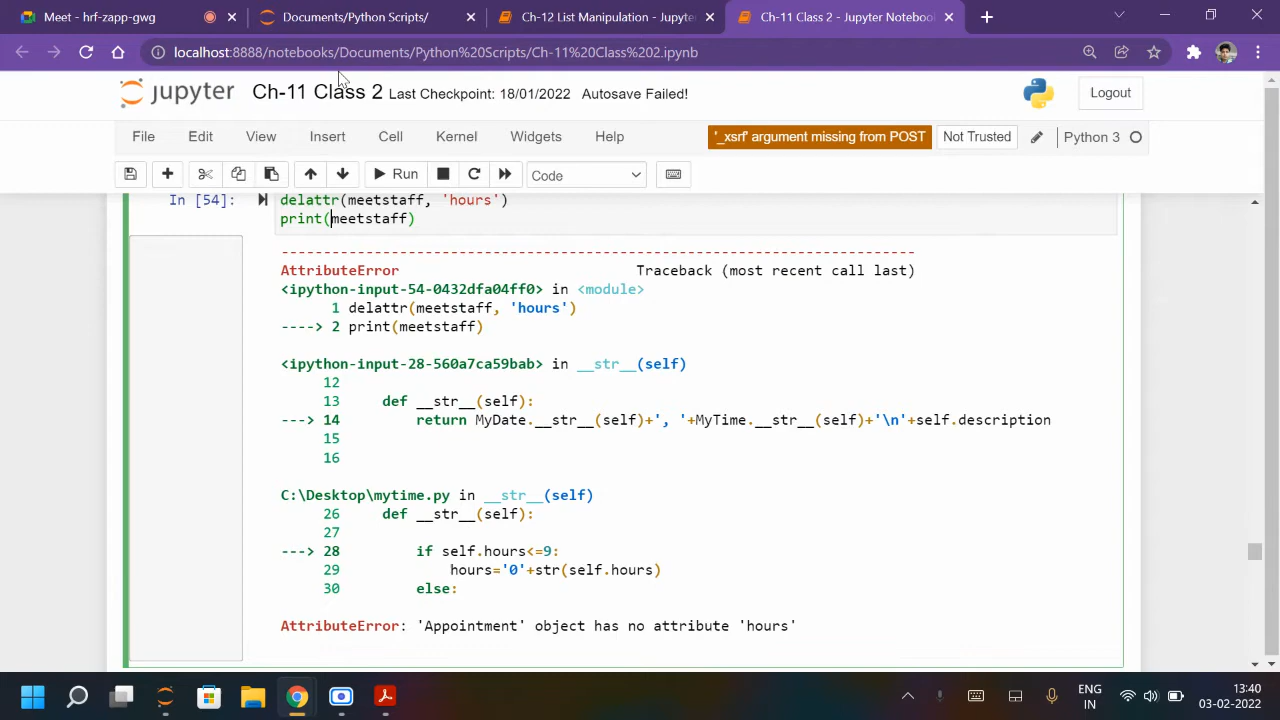 Meet - hrf-zapp-gwg
Documents/Python Scripts/
Ch-12 List Manipulation - Jupyte
Ch-11 Class 2 - Jupyter Notebook
localhost:8888/notebooks/Documents/Python%20Scripts/Ch-11%20Class%202.ipynb
jupyter Ch-11 Class 2 Last Checkpoint: 18/01/2022 Autosave Failed! Logout
File Edit View Insert Cell Kernel Widgets Help '_xsrf' argument missing from POST Not Trusted Python 3
Run Code
In [54]: delattr(meetstaff, 'hours')
print(meetstaff)
---------------------------------------------------------------------------
AttributeError Traceback (most recent call last)
<ipython-input-54-0432dfa04ff0> in <module>
1 delattr(meetstaff, 'hours')
----> 2 print(meetstaff)
<ipython-input-28-560a7ca59bab> in __str__(self)
12
13 def __str__(self):
---> 14 return MyDate.__str__(self)+', '+MyTime.__str__(self)+'\n'+self.description
15
16
C:\Desktop\mytime.py in __str__(self)
26 def __str__(self):
27
---> 28 if self.hours<=9:
29 hours='0'+str(self.hours)
30 else:
AttributeError: 'Appointment' object has no attribute 'hours'
ENG
IN
13:40
03-02-2022